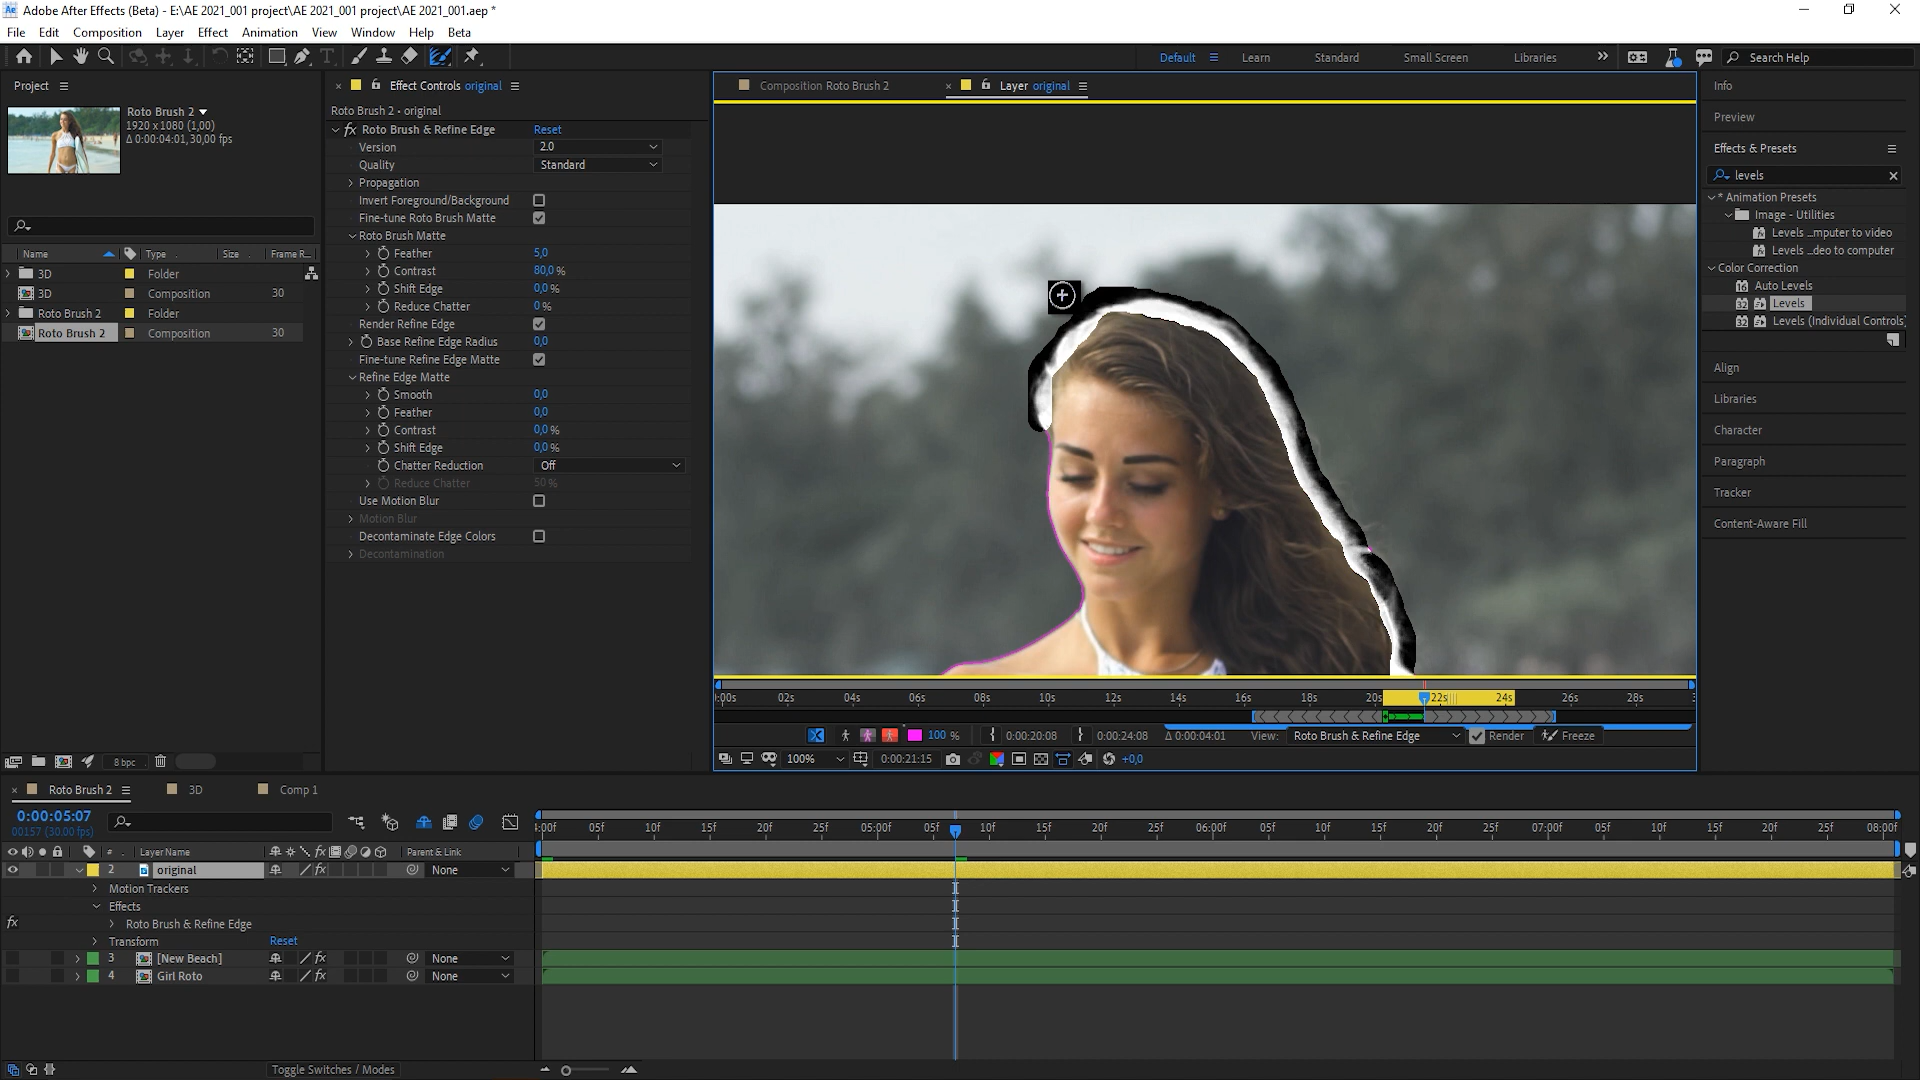 Adobe After Effects (Beta) - E:\AE 2021_001 project\AE 2021_001 project\AE 2021_001.aep *
File Edit Composition Layer Effect Animation View Window Help Beta
Default Learn Standard Small Screen Libraries Search Help
Project
Roto Brush 2
1920 x 1080 (1,00)
Δ 0:00:04:01, 30,00 fps
Name Type Size Frame R...
3D Folder
3D Composition 30
Roto Brush 2 Folder
Roto Brush 2 Composition 30
8 bpc
Effect Controls original
Roto Brush 2 • original
fx Roto Brush & Refine Edge Reset
Version 2.0
Quality Standard
Propagation
Invert Foreground/Background
Fine-tune Roto Brush Matte
Roto Brush Matte
Feather 5,0
Contrast 80,0 %
Shift Edge 0,0 %
Reduce Chatter 0 %
Render Refine Edge
Base Refine Edge Radius 0,0
Fine-tune Refine Edge Matte
Refine Edge Matte
Smooth 0,0
Feather 0,0
Contrast 0,0 %
Shift Edge 0,0 %
Chatter Reduction Off
Reduce Chatter 50 %
Use Motion Blur
Motion Blur
Decontaminate Edge Colors
Decontamination
Composition Roto Brush 2
Layer original
:00s 02s 04s 06s 08s 10s 12s 14s 16s 18s 20s 22s 24s 26s 28s
100 % 0:00:20:08 0:00:24:08 Δ 0:00:04:01 View: Roto Brush & Refine Edge Render Freeze
100% 0:00:21:15 +0,0
Info
Preview
Effects & Presets
levels
* Animation Presets
Image - Utilities
Levels ...mputer to video
Levels ...deo to computer
Color Correction
16 Auto Levels
32 Levels
32 Levels (Individual Controls)
Align
Libraries
Character
Paragraph
Tracker
Content-Aware Fill
Roto Brush 2 3D Comp 1
0:00:05:07
00157 (30.00 fps)
# Layer Name fx Parent & Link
2 original fx None
Motion Trackers
Effects
fx Roto Brush & Refine Edge
Transform Reset
3 [New Beach] fx None
4 Girl Roto fx None
4:00f 05f 10f 15f 20f 25f 05:00f 05f 10f 15f 20f 25f 06:00f 05f 10f 15f 20f 25f 07:00f 05f 10f 15f 20f 25f 08:00f
Toggle Switches / Modes